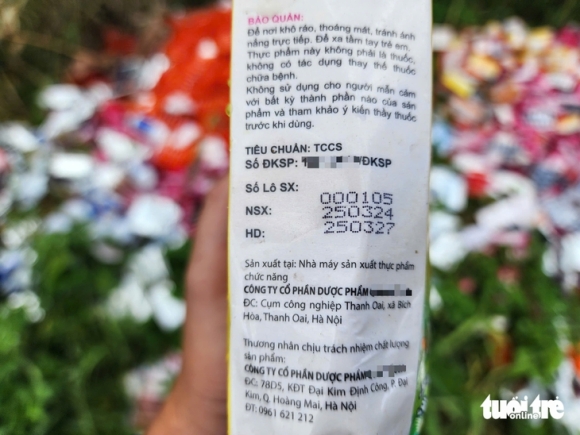 BẢO QUẢN:
Để nơi khô ráo, thoáng mát, tránh ánh
nắng trực tiếp. Để xa tầm tay trẻ em.
Thực phẩm này không phải là thuốc,
không có tác dụng thay thế thuốc
chữa bệnh.
Không sử dụng cho người mẫn cảm
với bất kỳ thành phần nào của sản
phẩm và tham khảo ý kiến thầy thuốc
trước khi dùng.
TIÊU CHUẨN: TCCS
Số ĐKSP: /ĐKSP
Số Lô SX: 000105
NSX: 250324
HD: 250327
Sản xuất tại: Nhà máy sản xuất thực phẩm
chức năng
CÔNG TY CỔ PHẦN DƯỢC PHẨM
ĐC: Cụm công nghiệp Thanh Oai, xã Bích
Hòa, Thanh Oai, Hà Nội
Thương nhân chịu trách nhiệm chất lượng
sản phẩm:
CÔNG TY CỔ PHẦN DƯỢC PHẨM
ĐC: 78D5, KĐT Đại Kim Định Công, P. Đại
Kim, Q. Hoàng Mai, Hà Nội
ĐT: 0961 621 212
tuổi trẻ
online